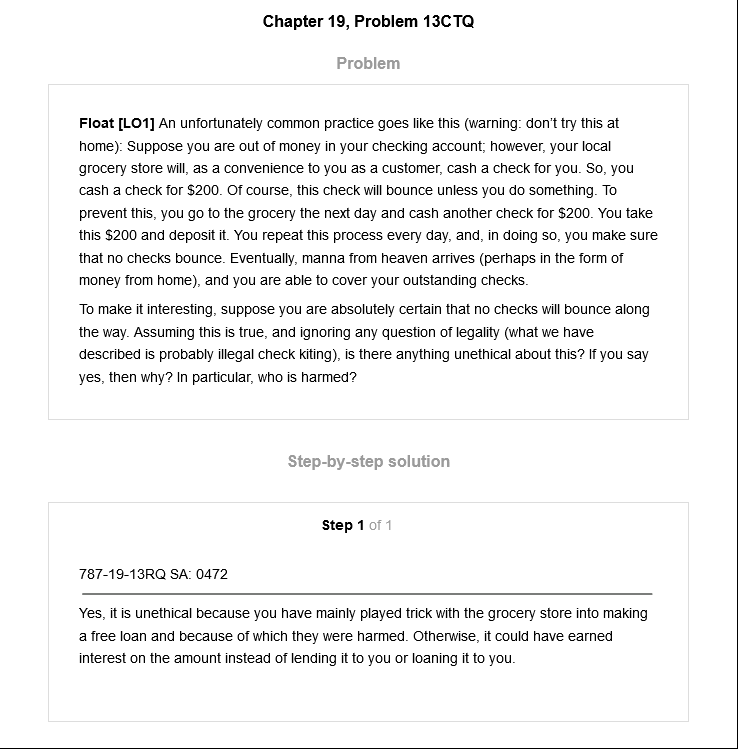 Chapter 19, Problem 13CTQ
Problem
Float [LO1] An unfortunately common practice goes like this (warning: don't try this at
home): Suppose you are out of money in your checking account; however, your local
grocery store will, as a convenience to you as a customer, cash a check for you. So, you
cash a check for $200. Of course, this check will bounce unless you do something. To
prevent this, you go to the grocery the next day and cash another check for $200. You take
this $200 and deposit it. You repeat this process every day, and, in doing so, you make sure
that no checks bounce. Eventually, manna from heaven arrives (perhaps in the form of
money from home), and you are able to cover your outstanding checks.
To make it interesting, suppose you are absolutely certain that no checks will bounce along
the way. Assuming this is true, and ignoring any question of legality (what we have
described is probably illegal check kiting), is there anything unethical about this? If you say
yes, then why? In particular, who is harmed?
Step-by-step solution
Step 1 of 1
787-19-13RQ SA: 0472
Yes, it is unethical because you have mainly played trick with the grocery store into making
a free loan and because of which they were harmed. Otherwise, it could have earned
interest on the amount instead of lending it to you or loaning it to you.